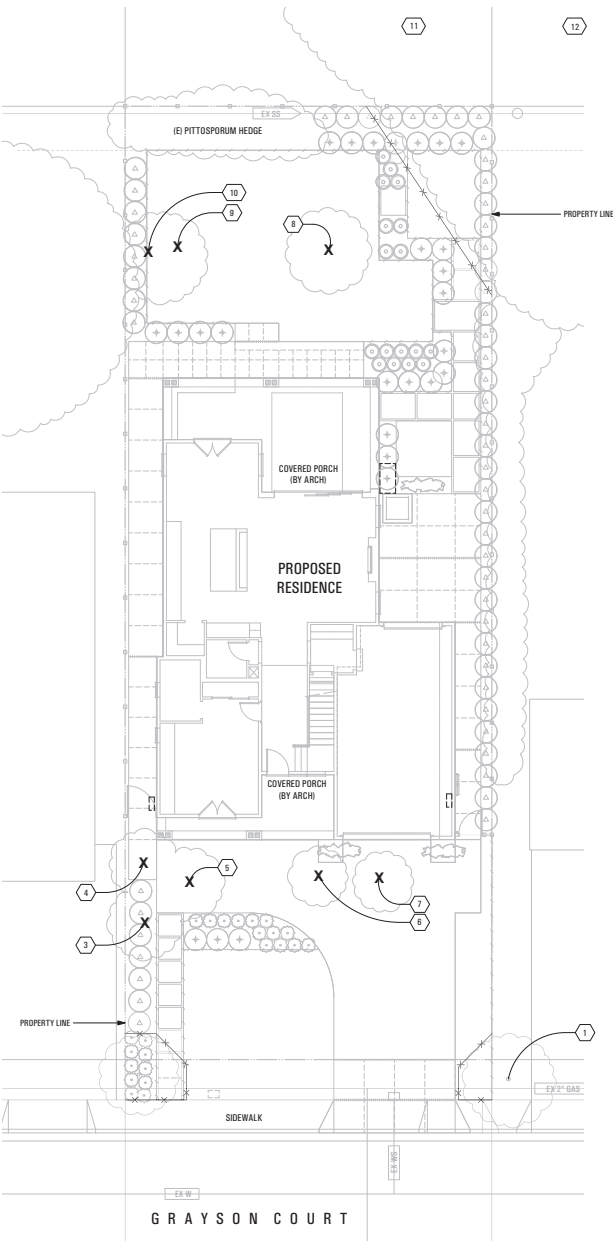 11
12
EX SS
(E) PITTOSPORUM HEDGE
10
9
8
PROPERTY LINE
COVERED PORCH
(BY ARCH)
PROPOSED
RESIDENCE
COVERED PORCH
(BY ARCH)
5
4
7
6
3
PROPERTY LINE
1
EX 2" GAS
SIDEWALK
EX WS
EX W
GRAYSON COURT